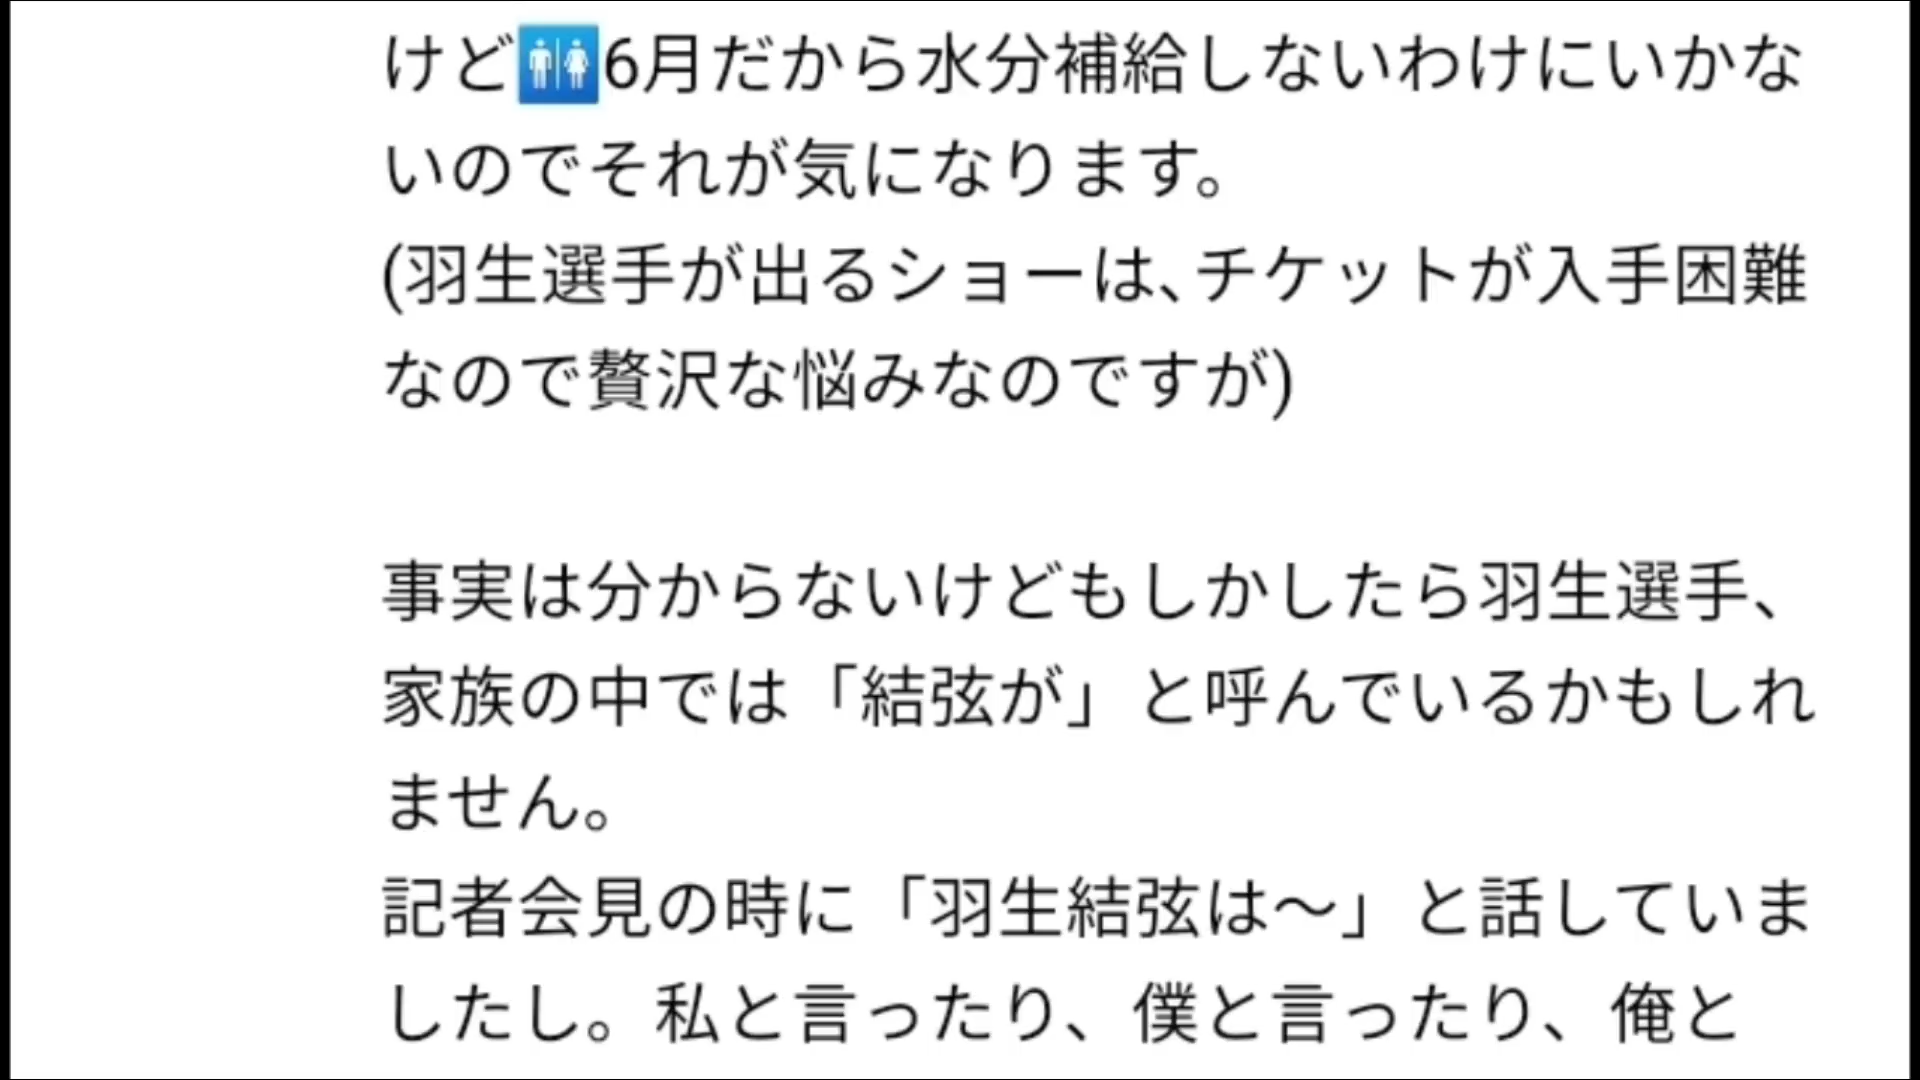 けど🚻6月だから水分補給しないわけにいかな
いのでそれが気になります。
(羽生選手が出るショーは､チケットが入手困難
なので贅沢な悩みなのですが)
事実は分からないけどもしかしたら羽生選手、
家族の中では「結弦が」と呼んでいるかもしれ
ません。
記者会見の時に「羽生結弦は〜」と話していま
したし。私と言ったり、僕と言ったり、俺と